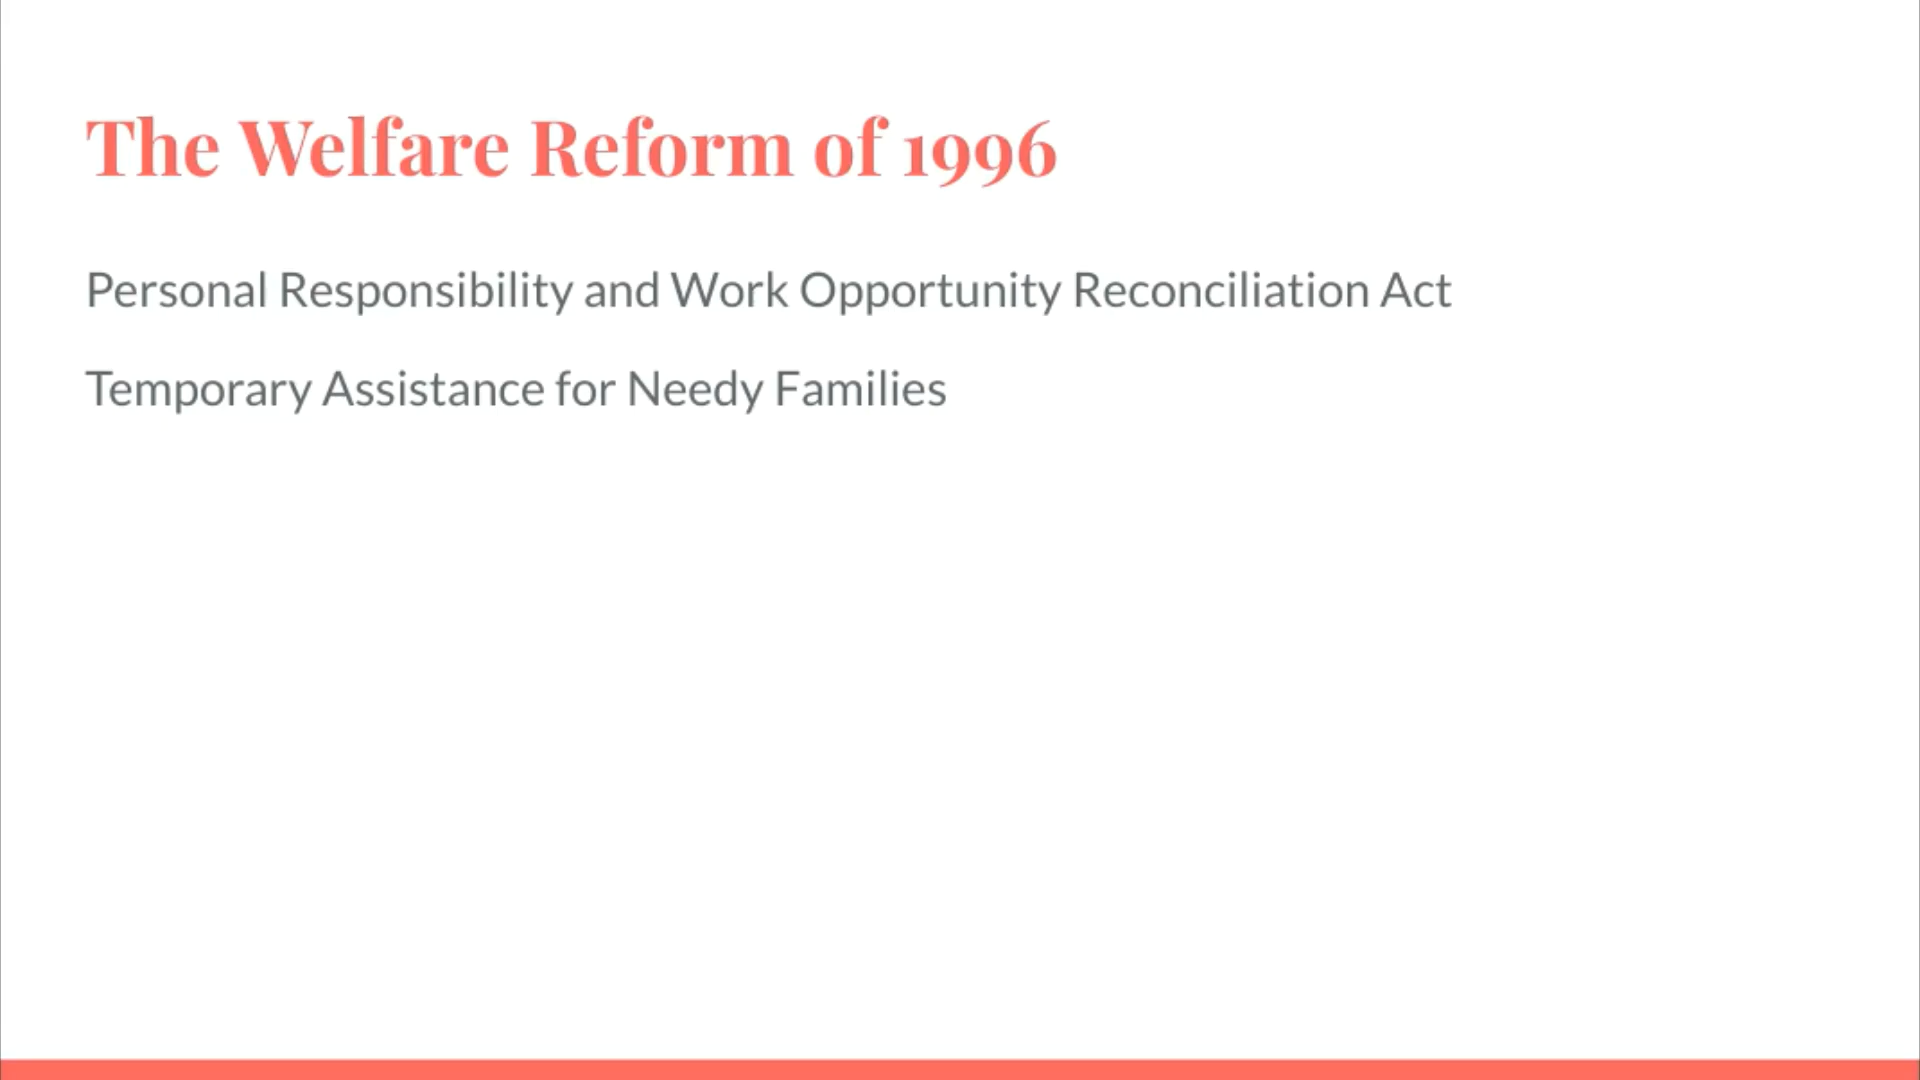 The Welfare Reform of 1996
Personal Responsibility and Work Opportunity Reconciliation Act
Temporary Assistance for Needy Families